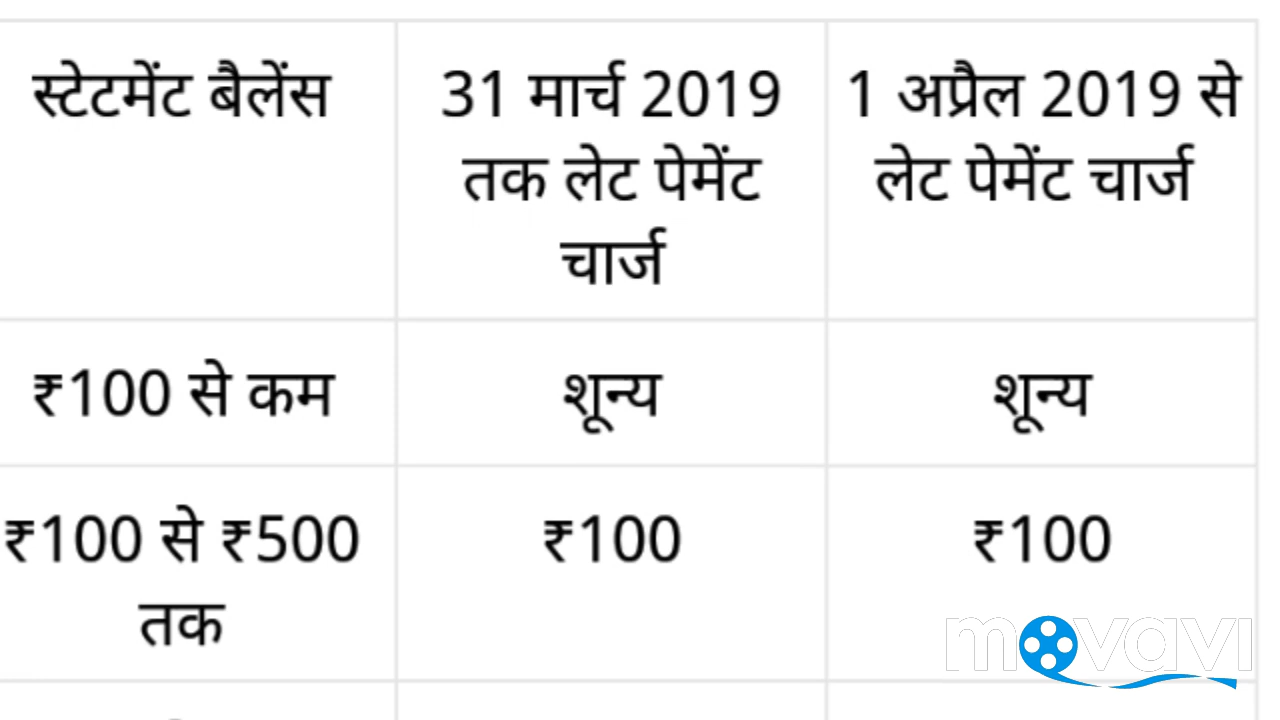 स्टेटमेंट बैलेंस
31 मार्च 2019
तक लेट पेमेंट
चार्ज
1 अप्रैल 2019 से
लेट पेमेंट चार्ज
₹100 से कम
शून्य
शून्य
₹100 से ₹500
तक
₹100
₹100
movavi